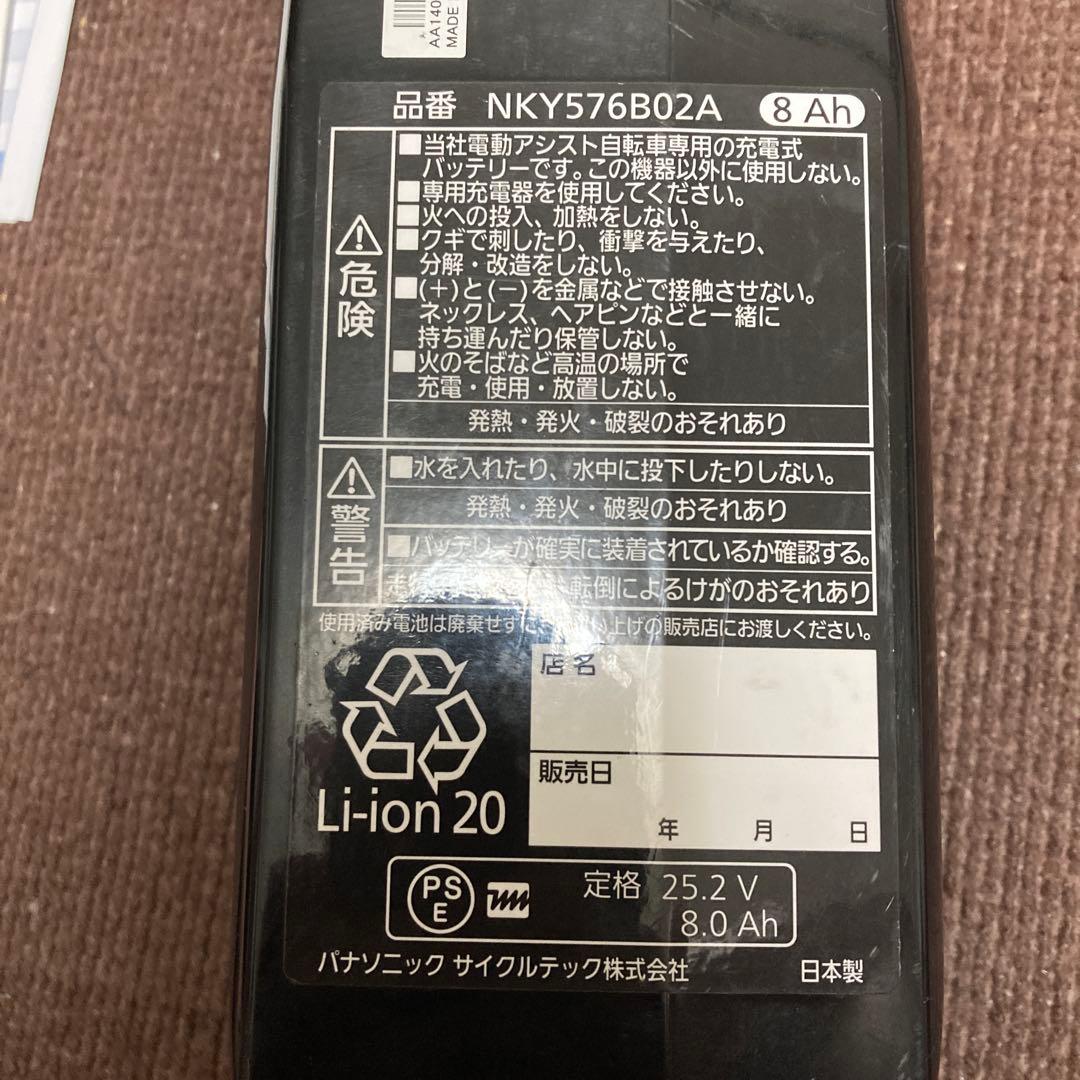 AA140
MADE
品番 NKY576B02A 8 Ah
危険
■当社電動アシスト自転車専用の充電式
バッテリーです。この機器以外に使用しない。
■専用充電器を使用してください。
■火への投入、加熱をしない。
■クギで刺したり、衝撃を与えたり、
分解・改造をしない。
■(+)と(−)を金属などで接触させない。
ネックレス、ヘアピンなどと一緒に
持ち運んだり保管しない。
■火のそばなど高温の場所で
充電・使用・放置しない。
発熱・発火・破裂のおそれあり
警告
■水を入れたり、水中に投下したりしない。
発熱・発火・破裂のおそれあり
■バッテリーが確実に装着されているか確認する。
転倒によるけがのおそれあり
使用済み電池は廃棄せずに 上げの販売店にお渡しください。
店名
販売日
年 月 日
Li-ion 20
PS
E
定格 25.2 V
8.0 Ah
パナソニック サイクルテック株式会社 日本製